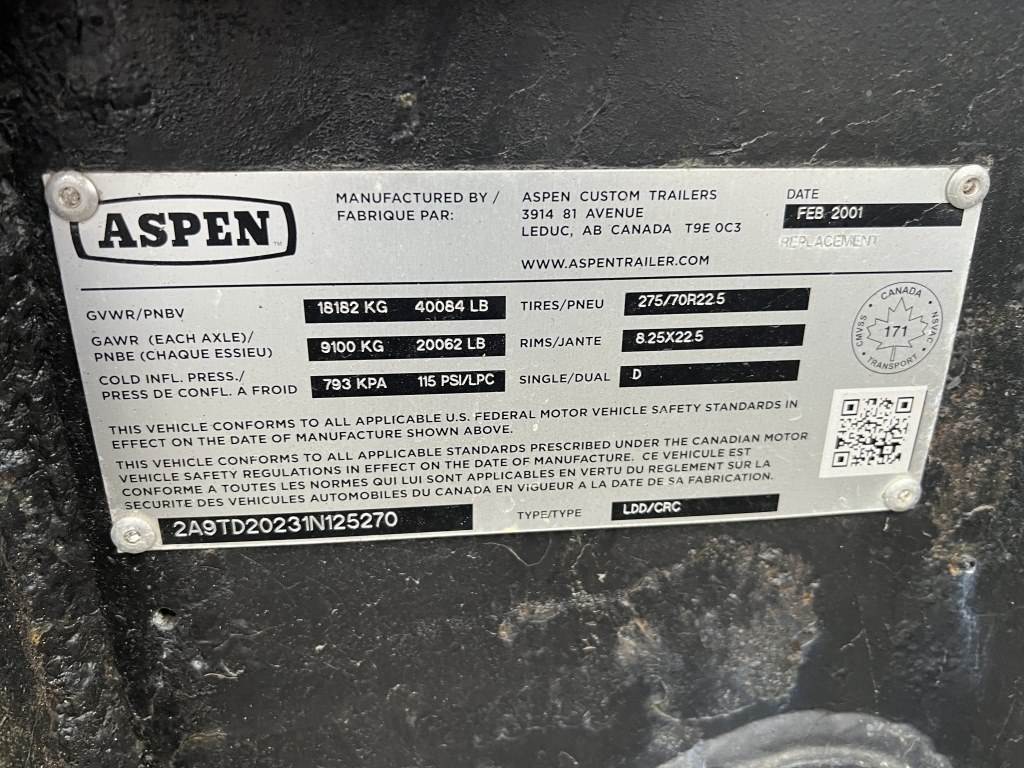 ASPEN™
MANUFACTURED BY /
FABRIQUE PAR:
ASPEN CUSTOM TRAILERS
3914 81 AVENUE
LEDUC, AB CANADA T9E 0C3
WWW.ASPENTRAILER.COM
DATE
FEB 2001
REPLACEMENT
GVWR/PNBV
18182 KG 40084 LB
TIRES/PNEU
275/70R22.5
GAWR (EACH AXLE)/
PNBE (CHAQUE ESSIEU)
9100 KG 20062 LB
RIMS/JANTE
8.25X22.5
COLD INFL. PRESS./
PRESS DE CONFL. A FROID
793 KPA 115 PSI/LPC
SINGLE/DUAL
D
CANADA
CMVSS
171
NSVAC
TRANSPORT
THIS VEHICLE CONFORMS TO ALL APPLICABLE U.S. FEDERAL MOTOR VEHICLE SAFETY STANDARDS IN
EFFECT ON THE DATE OF MANUFACTURE SHOWN ABOVE.
THIS VEHICLE CONFORMS TO ALL APPLICABLE STANDARDS PRESCRIBED UNDER THE CANADIAN MOTOR
VEHICLE SAFETY REGULATIONS IN EFFECT ON THE DATE OF MANUFACTURE. CE VEHICULE EST
CONFORME A TOUTES LES NORMES QUI LUI SONT APPLICABLES EN VERTU DU REGLEMENT SUR LA
SECURITE DES VEHICULES AUTOMOBILES DU CANADA EN VIGUEUR A LA DATE DE SA FABRICATION.
2A9TD20231N125270
TYPE/TYPE
LDD/CRC